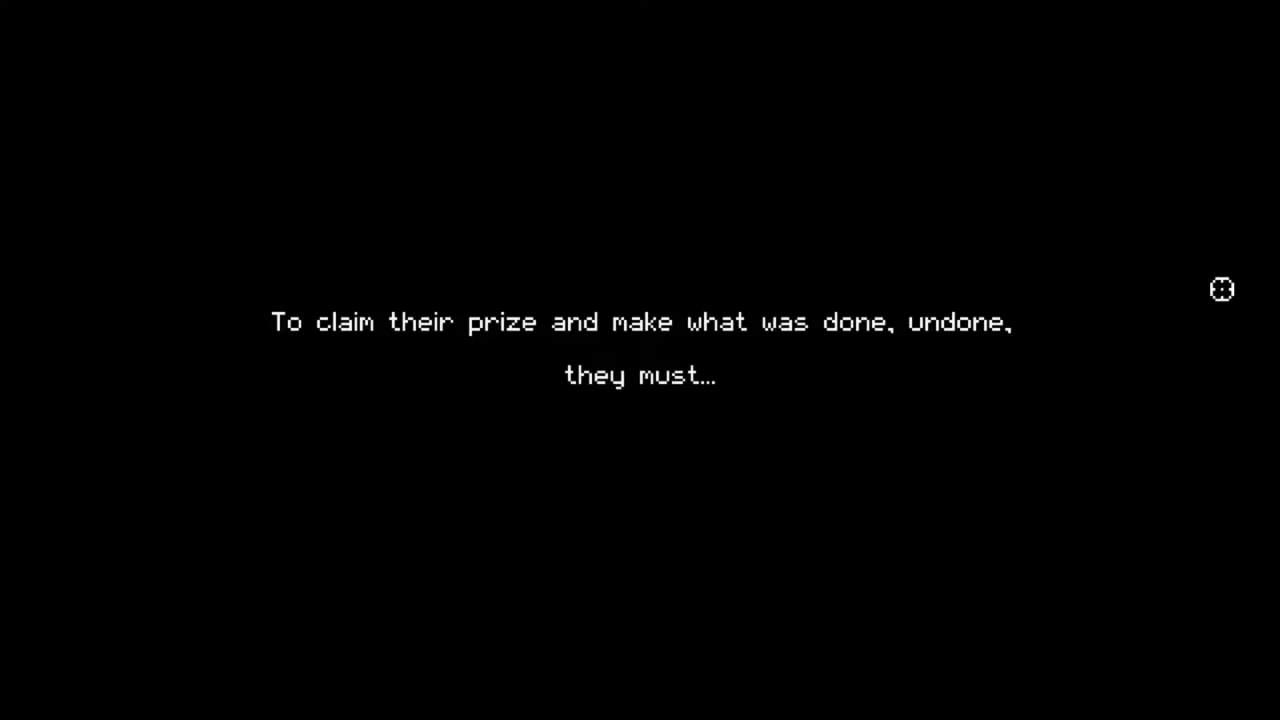 To claim their prize and make what was done, undone,
they must...